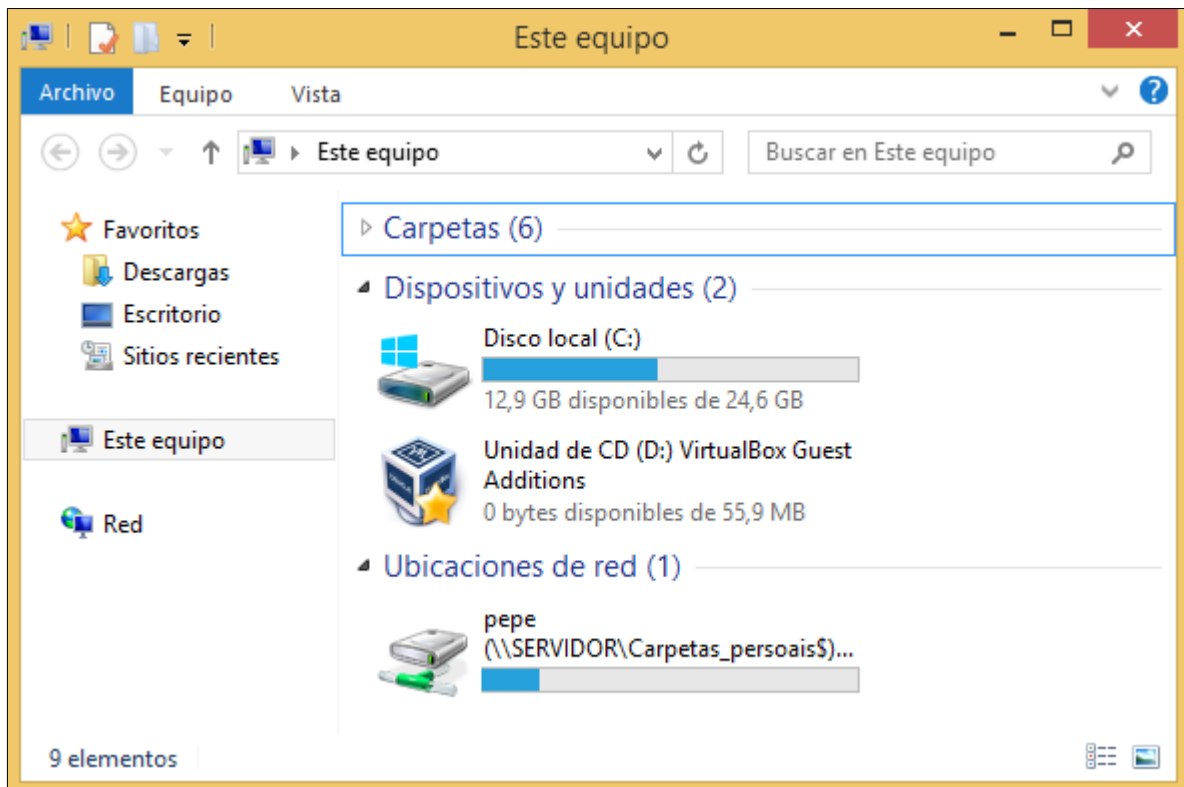 Este equipo
Archivo Equipo Vista
Este equipo
Buscar en Este equipo
Favoritos
Descargas
Escritorio
Sitios recientes
Este equipo
Red
Carpetas (6)
Dispositivos y unidades (2)
Disco local (C:)
12,9 GB disponibles de 24,6 GB
Unidad de CD (D:) VirtualBox Guest
Additions
0 bytes disponibles de 55,9 MB
Ubicaciones de red (1)
pepe
(\\SERVIDOR\Carpetas_persoais$)...
9 elementos